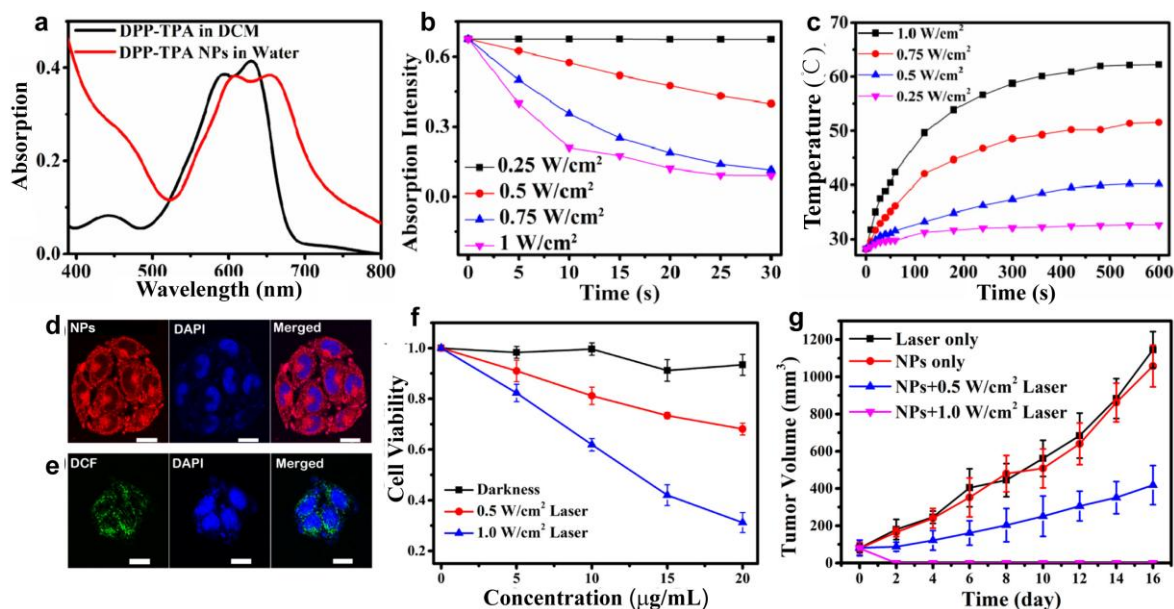 a
DPP-TPA in DCM
DPP-TPA NPs in Water
Absorption
0.4
0.2
0.0
400
500
600
700
800
Wavelength (nm)
b
Absorption Intensity
0.6
0.3
0.0
0.25 W/cm²
0.5 W/cm²
0.75 W/cm²
1 W/cm²
0
5
10
15
20
25
30
Time (s)
c
Temperature (℃)
60
50
40
30
1.0 W/cm²
0.75 W/cm²
0.5 W/cm²
0.25 W/cm²
0
100
200
300
400
500
600
Time (s)
d
NPs
DAPI
Merged
e
DCF
DAPI
Merged
f
Cell Viability
1.0
0.8
0.6
0.4
Darkness
0.5 W/cm² Laser
1.0 W/cm² Laser
0
5
10
15
20
Concentration (μg/mL)
g
Tumor Volume (mm³)
1200
1000
800
600
400
200
0
Laser only
NPs only
NPs+0.5 W/cm² Laser
NPs+1.0 W/cm² Laser
0
2
4
6
8
10
12
14
16
Time (day)